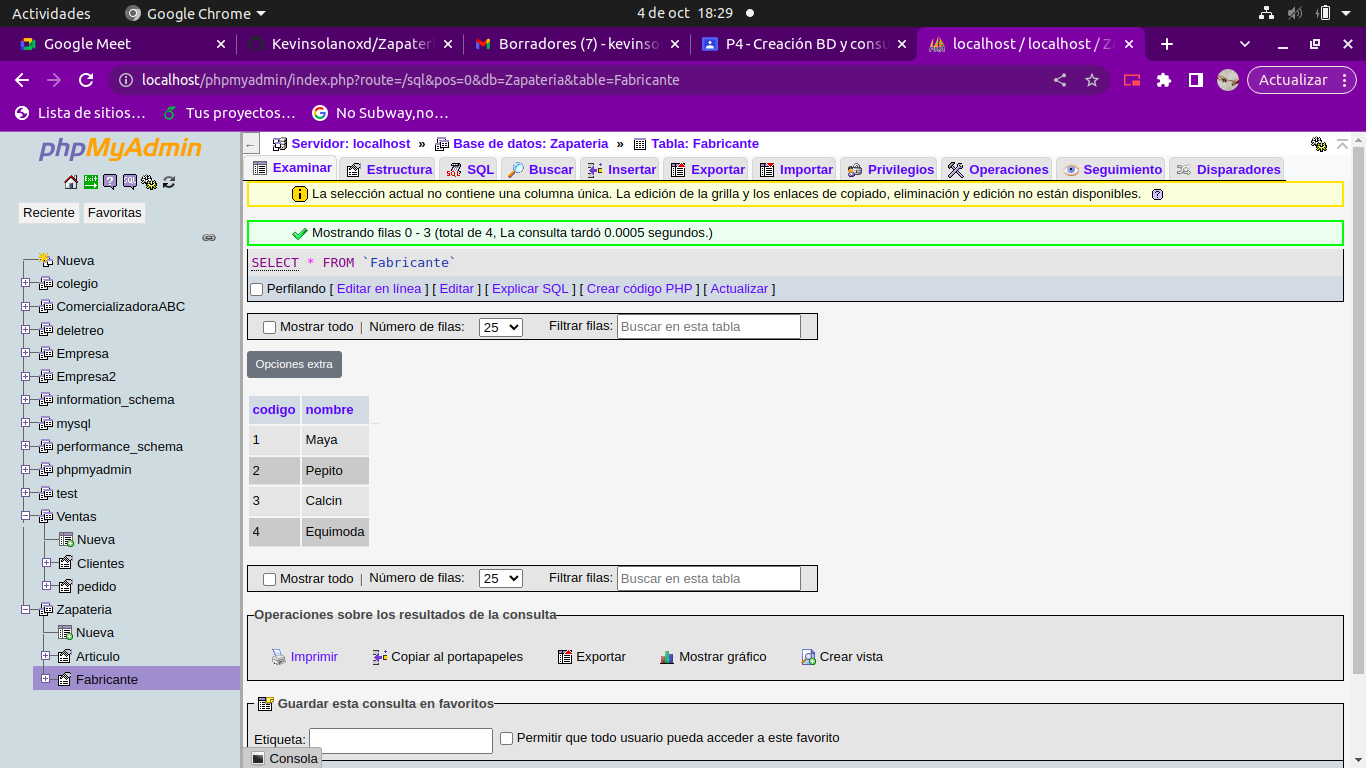 Actividades Google Chrome 4 de oct 18:29
Google Meet Kevinsolanoxd/Zapater Borradores (7) - kevinso P4 - Creación BD y consu localhost / localhost / Z
localhost/phpmyadmin/index.php?route=/sql&pos=0&db=Zapateria&table=Fabricante Actualizar
Lista de sitios… Tus proyectos… No Subway,no…
phpMyAdmin
Reciente Favoritas
Nueva
colegio
ComercializadoraABC
deletreo
Empresa
Empresa2
information_schema
mysql
performance_schema
phpmyadmin
test
Ventas
Nueva
Clientes
pedido
Zapateria
Nueva
Articulo
Fabricante
Servidor: localhost » Base de datos: Zapateria » Tabla: Fabricante
Examinar Estructura SQL Buscar Insertar Exportar Importar Privilegios Operaciones Seguimiento Disparadores
La selección actual no contiene una columna única. La edición de la grilla y los enlaces de copiado, eliminación y edición no están disponibles.
Mostrando filas 0 - 3 (total de 4, La consulta tardó 0.0005 segundos.)
SELECT * FROM `Fabricante`
Perfilando [ Editar en línea ] [ Editar ] [ Explicar SQL ] [ Crear código PHP ] [ Actualizar ]
Mostrar todo | Número de filas: 25 Filtrar filas: Buscar en esta tabla
Opciones extra
codigo nombre
1 Maya
2 Pepito
3 Calcin
4 Equimoda
Mostrar todo | Número de filas: 25 Filtrar filas: Buscar en esta tabla
Operaciones sobre los resultados de la consulta
Imprimir Copiar al portapapeles Exportar Mostrar gráfico Crear vista
Guardar esta consulta en favoritos
Etiqueta: Permitir que todo usuario pueda acceder a este favorito
Consola